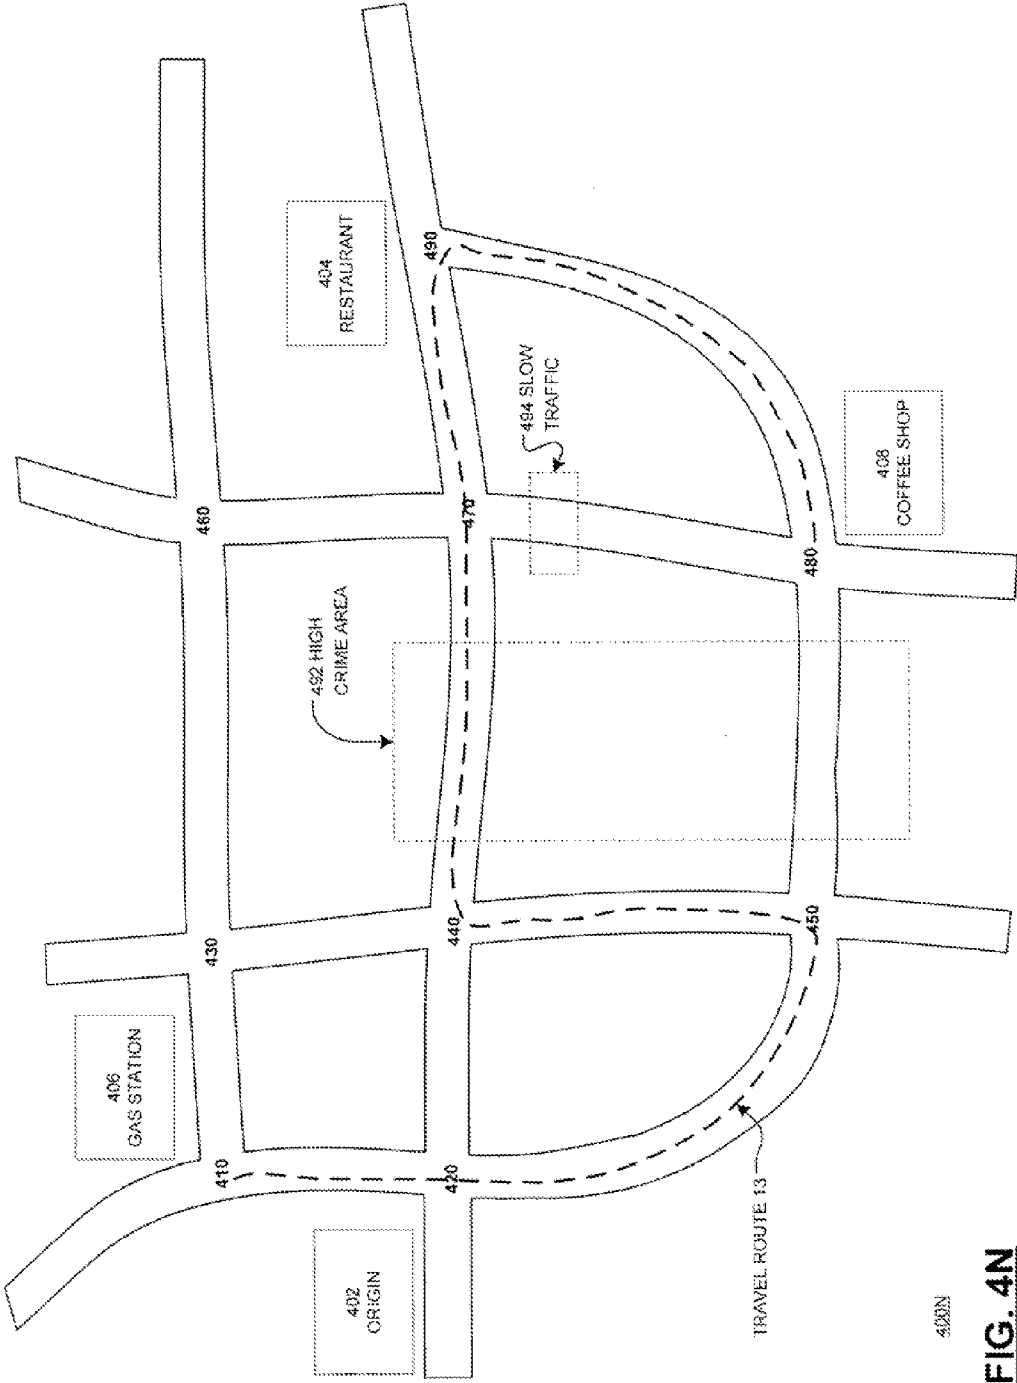 402
ORIGIN
406
GAS STATION
404
RESTAURANT
408
COFFEE SHOP
492 HIGH
CRIME AREA
494 SLOW
TRAFFIC
410
420
430
440
450
460
470
480
490
TRAVEL ROUTE 13
400N
FIG. 4N